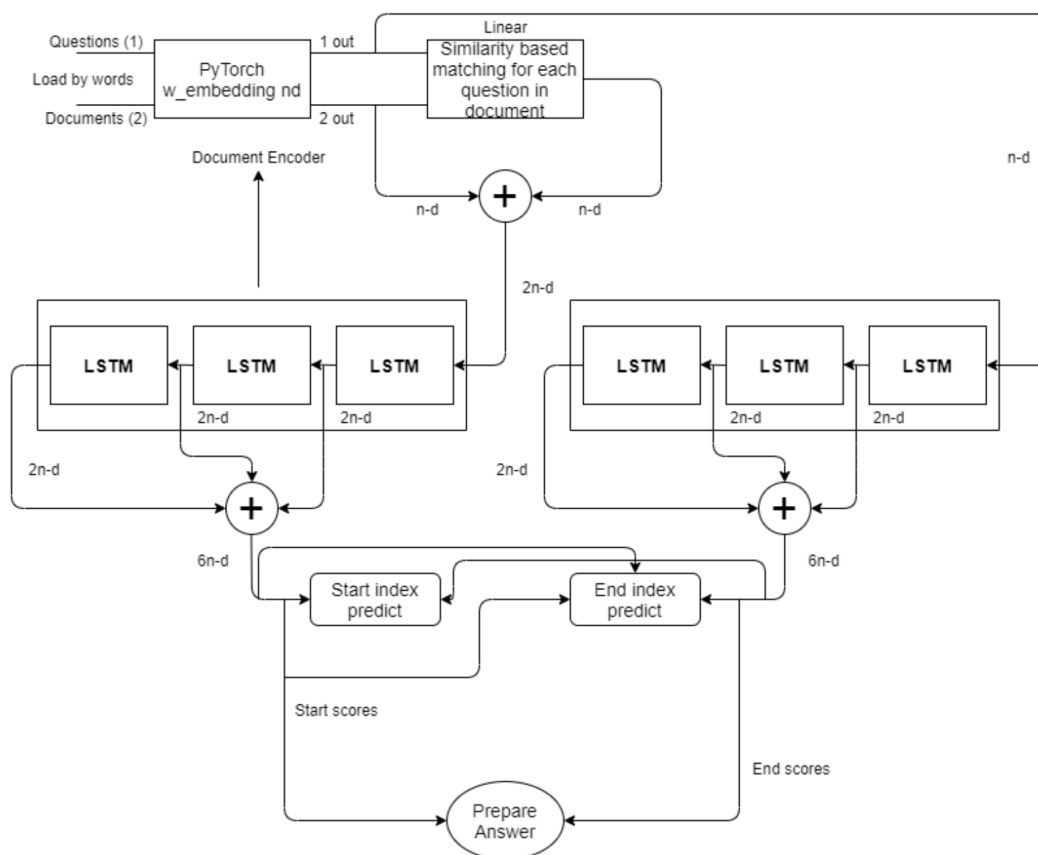 Questions (1)
1 out
Linear
Load by words
PyTorch
w_embedding nd
Similarity based
matching for each
question in
document
Documents (2)
2 out
Document Encoder
n-d
+
n-d
n-d
2n-d
LSTM
LSTM
LSTM
LSTM
LSTM
LSTM
2n-d
2n-d
2n-d
2n-d
2n-d
2n-d
+
+
6n-d
6n-d
Start index
predict
End index
predict
Start scores
End scores
Prepare
Answer